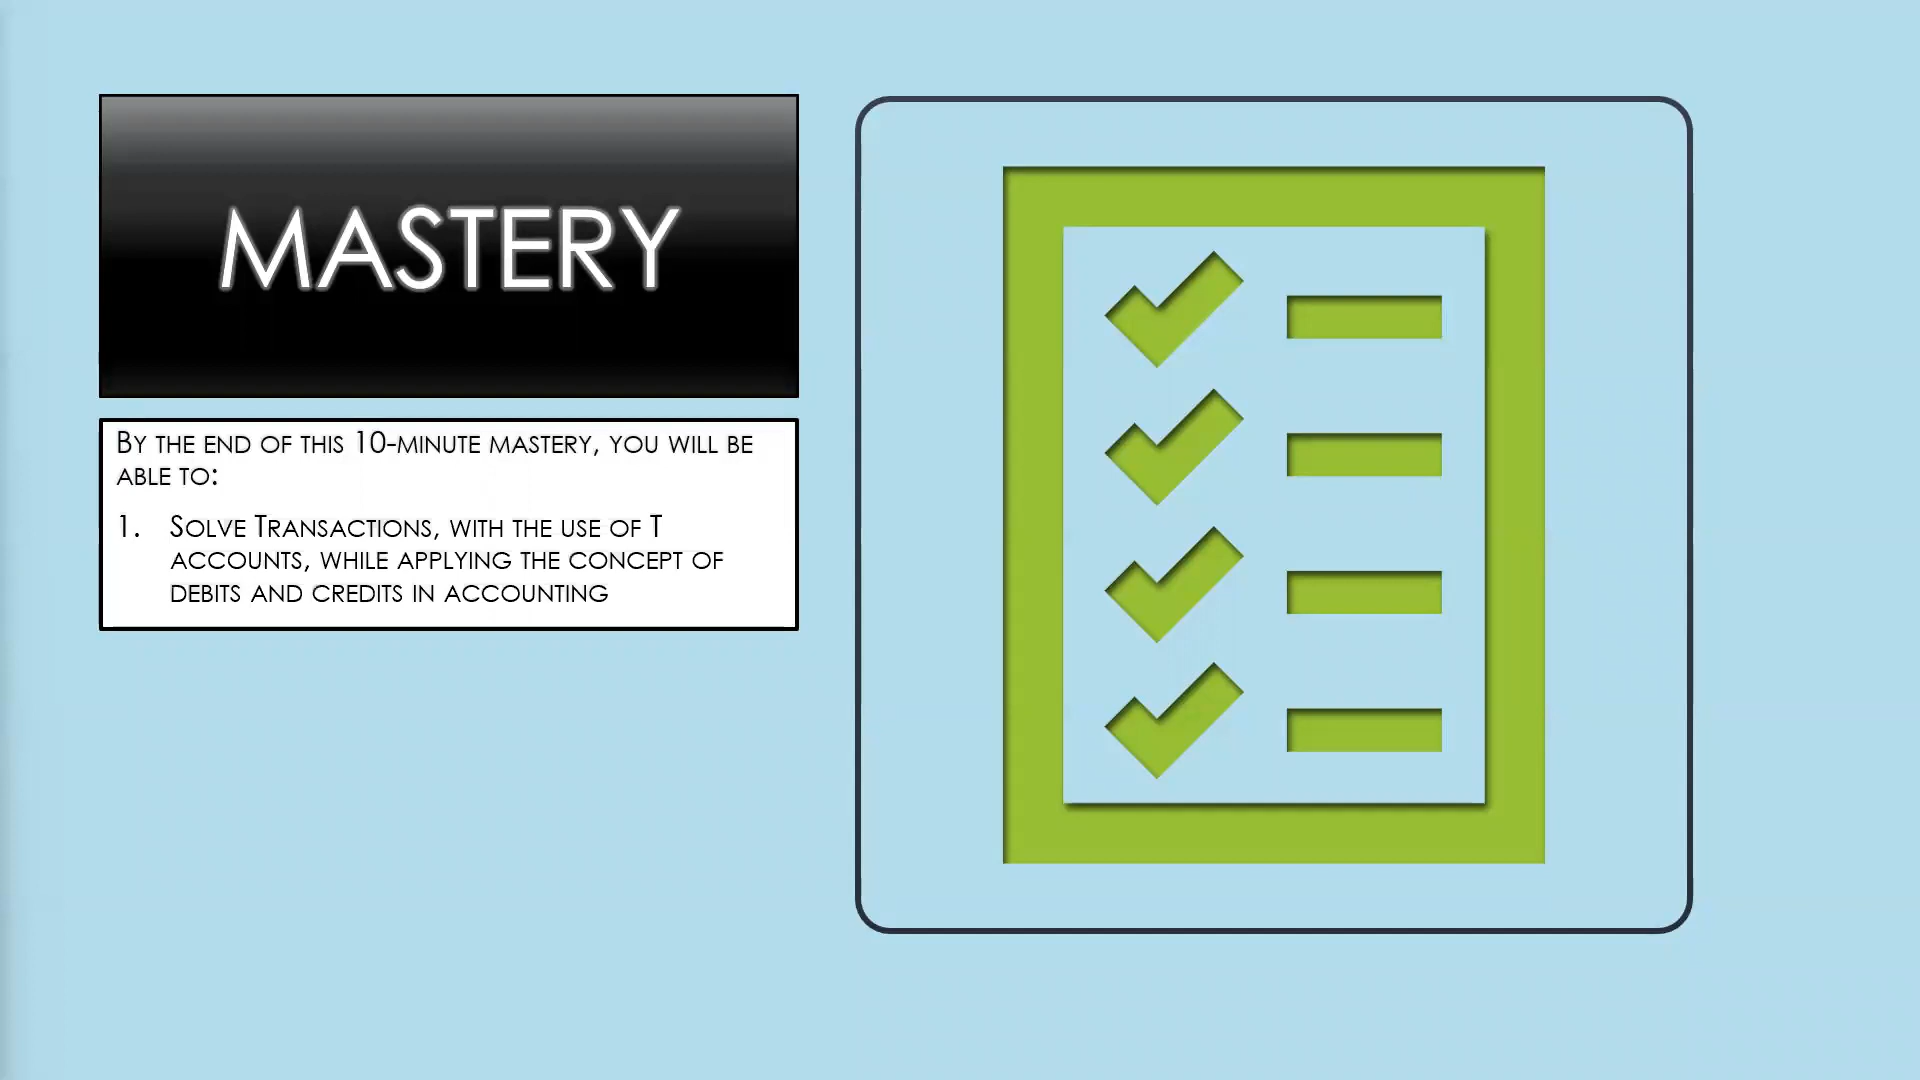 MASTERY
By the end of this 10-minute mastery, you will be
able to:
1. Solve Transactions, with the use of T
accounts, while applying the concept of
debits and credits in accounting